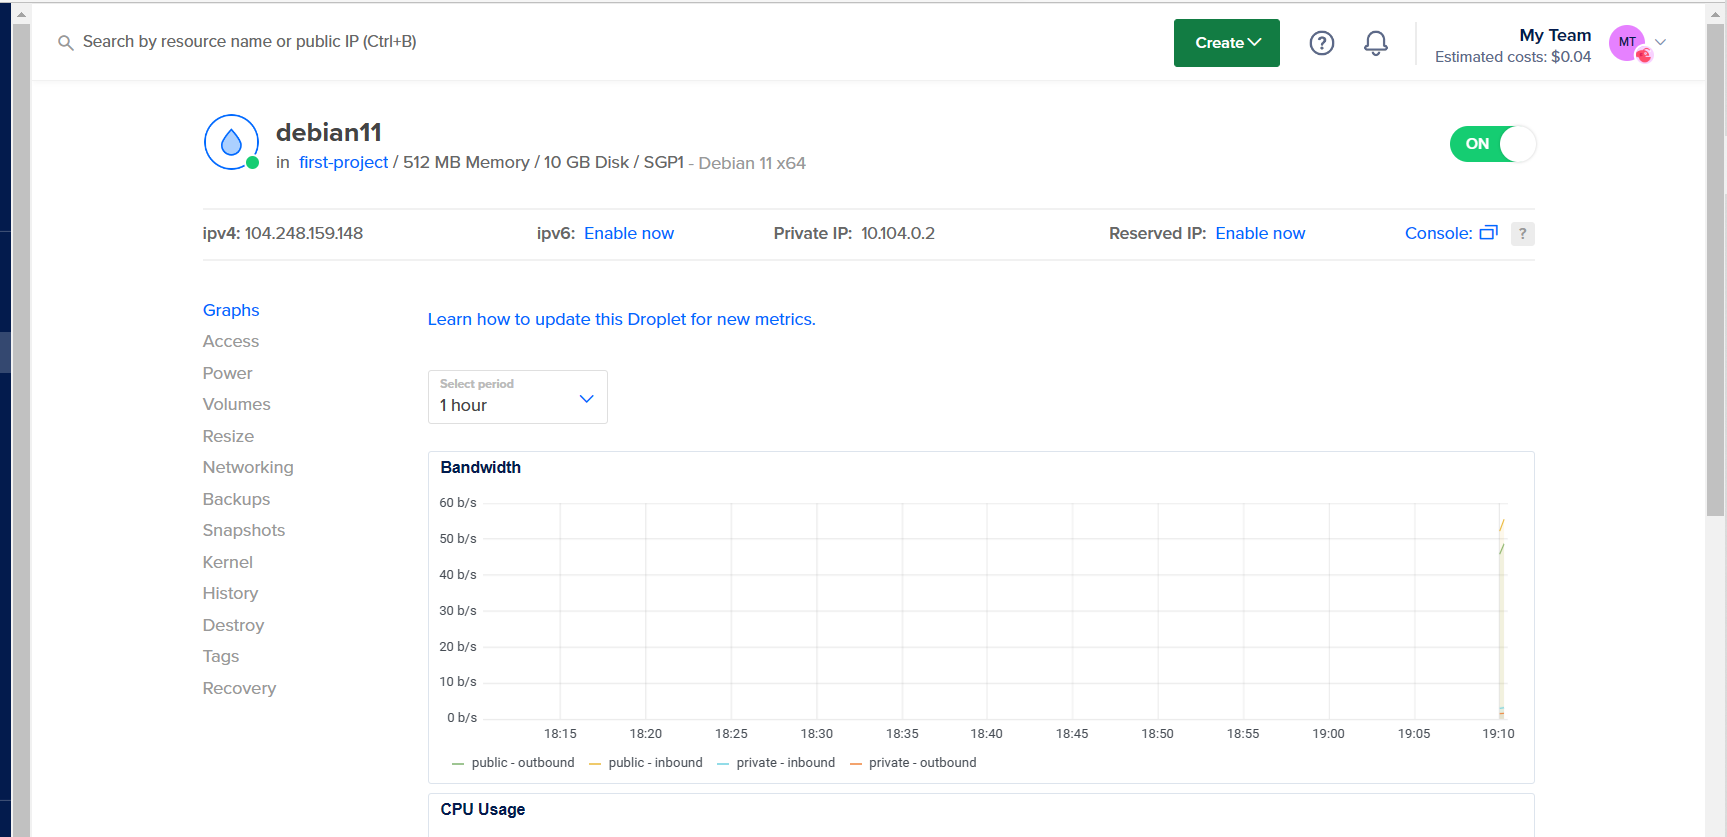 Search by resource name or public IP (Ctrl+B)
Create
?
My Team
Estimated costs: $0.04
MT
debian11
in first-project / 512 MB Memory / 10 GB Disk / SGP1 - Debian 11 x64
ON
ipv4: 104.248.159.148
ipv6: Enable now
Private IP: 10.104.0.2
Reserved IP: Enable now
Console:
?
Graphs
Access
Power
Volumes
Resize
Networking
Backups
Snapshots
Kernel
History
Destroy
Tags
Recovery
Learn how to update this Droplet for new metrics.
Select period
1 hour
Bandwidth
60 b/s
50 b/s
40 b/s
30 b/s
20 b/s
10 b/s
0 b/s
18:15 18:20 18:25 18:30 18:35 18:40 18:45 18:50 18:55 19:00 19:05 19:10
public - outbound public - inbound private - inbound private - outbound
CPU Usage